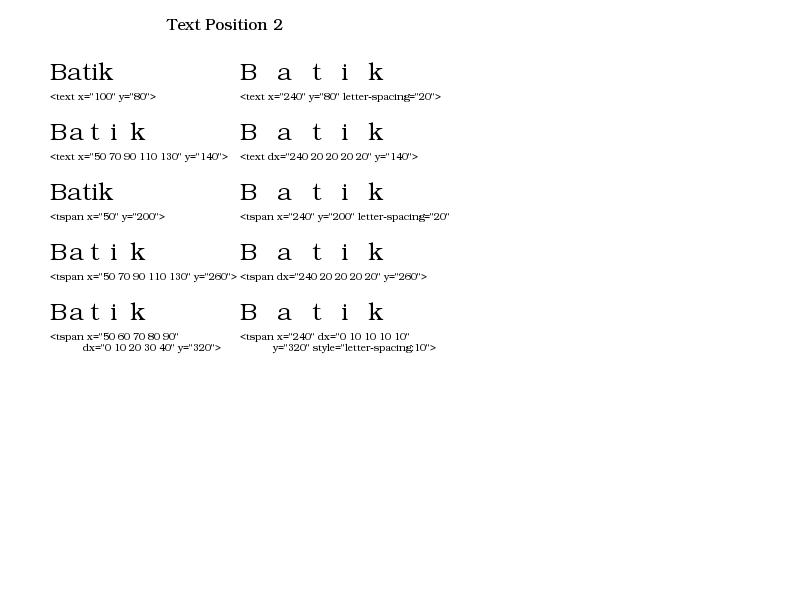 Text Position 2
Batik
B a t i k
<text x="100" y="80">
<text x="240" y="80" letter-spacing="20">
Ba t i k
B a t i k
<text x="50 70 90 110 130" y="140">
<text dx="240 20 20 20 20" y="140">
Batik
B a t i k
<tspan x="50" y="200">
<tspan x="240" y="200" letter-spacing="20"
Ba t i k
B a t i k
<tspan x="50 70 90 110 130" y="260">
<tspan dx="240 20 20 20 20" y="260">
Ba t i k
B a t i k
<tspan x="50 60 70 80 90"
dx="0 10 20 30 40" y="320">
<tspan x="240" dx="0 10 10 10 10"
y="320" style="letter-spacing:10">